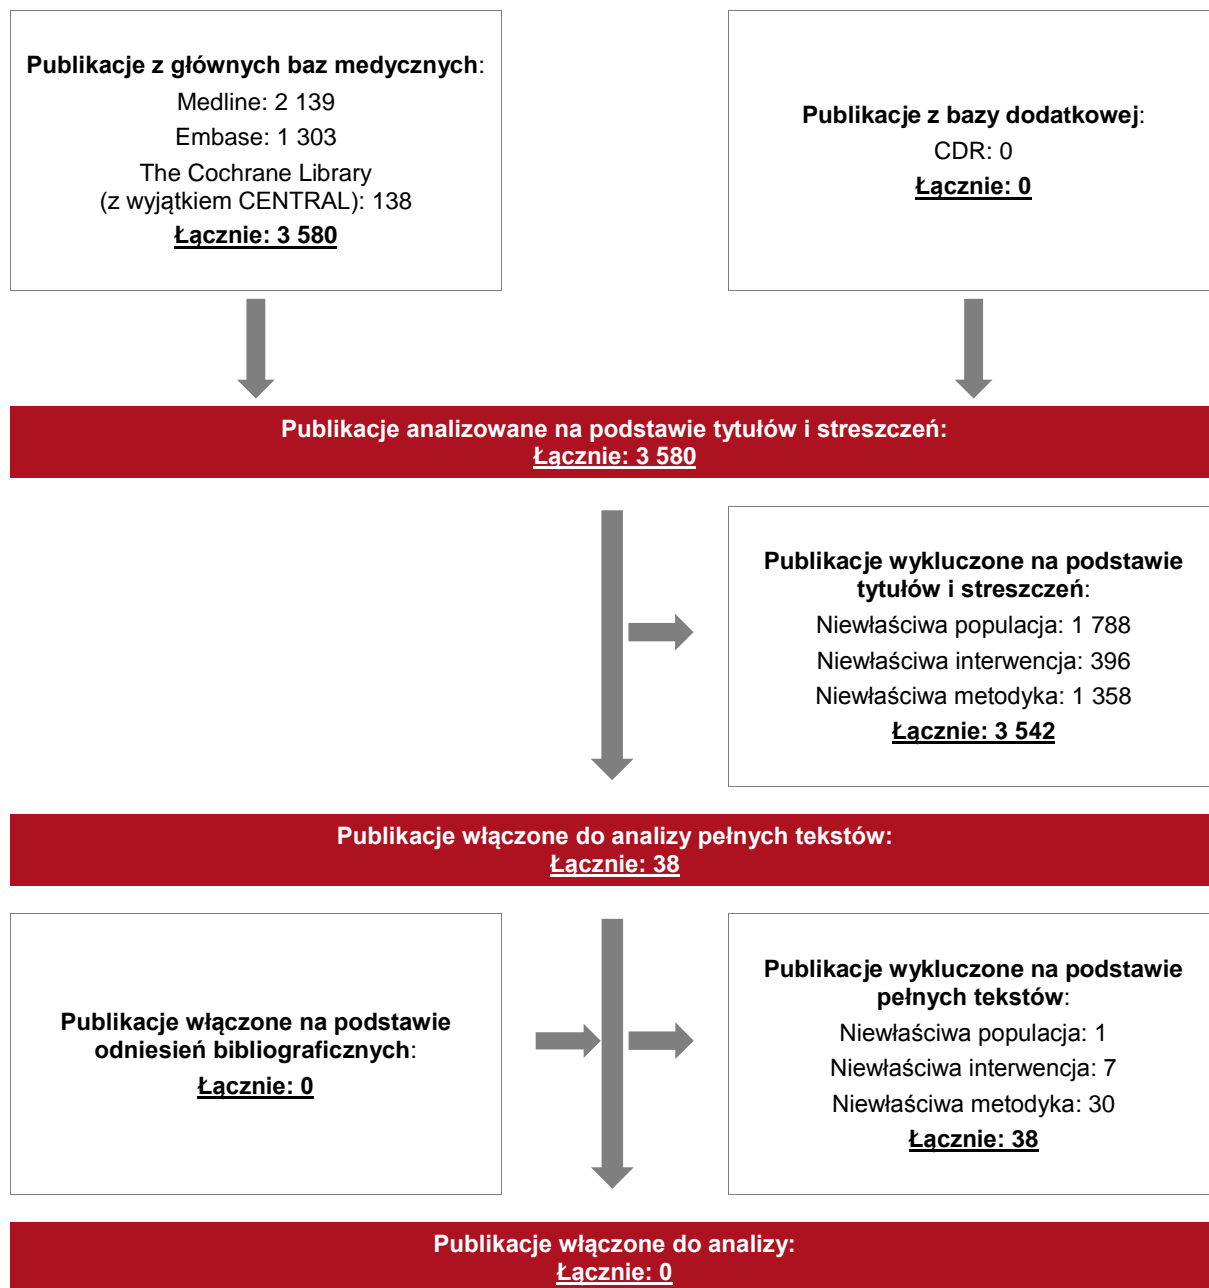 Publikacje z głównych baz medycznych:
Medline: 2 139
Embase: 1 303
The Cochrane Library
(z wyjątkiem CENTRAL): 138
Łącznie: 3 580
Publikacje z bazy dodatkowej:
CDR: 0
Łącznie: 0
Publikacje analizowane na podstawie tytułów i streszczeń:
Łącznie: 3 580
Publikacje wykluczone na podstawie
tytułów i streszczeń:
Niewłaściwa populacja: 1 788
Niewłaściwa interwencja: 396
Niewłaściwa metodyka: 1 358
Łącznie: 3 542
Publikacje włączone do analizy pełnych tekstów:
Łącznie: 38
Publikacje włączone na podstawie
odniesień bibliograficznych:
Łącznie: 0
Publikacje wykluczone na podstawie
pełnych tekstów:
Niewłaściwa populacja: 1
Niewłaściwa interwencja: 7
Niewłaściwa metodyka: 30
Łącznie: 38
Publikacje włączone do analizy:
Łącznie: 0